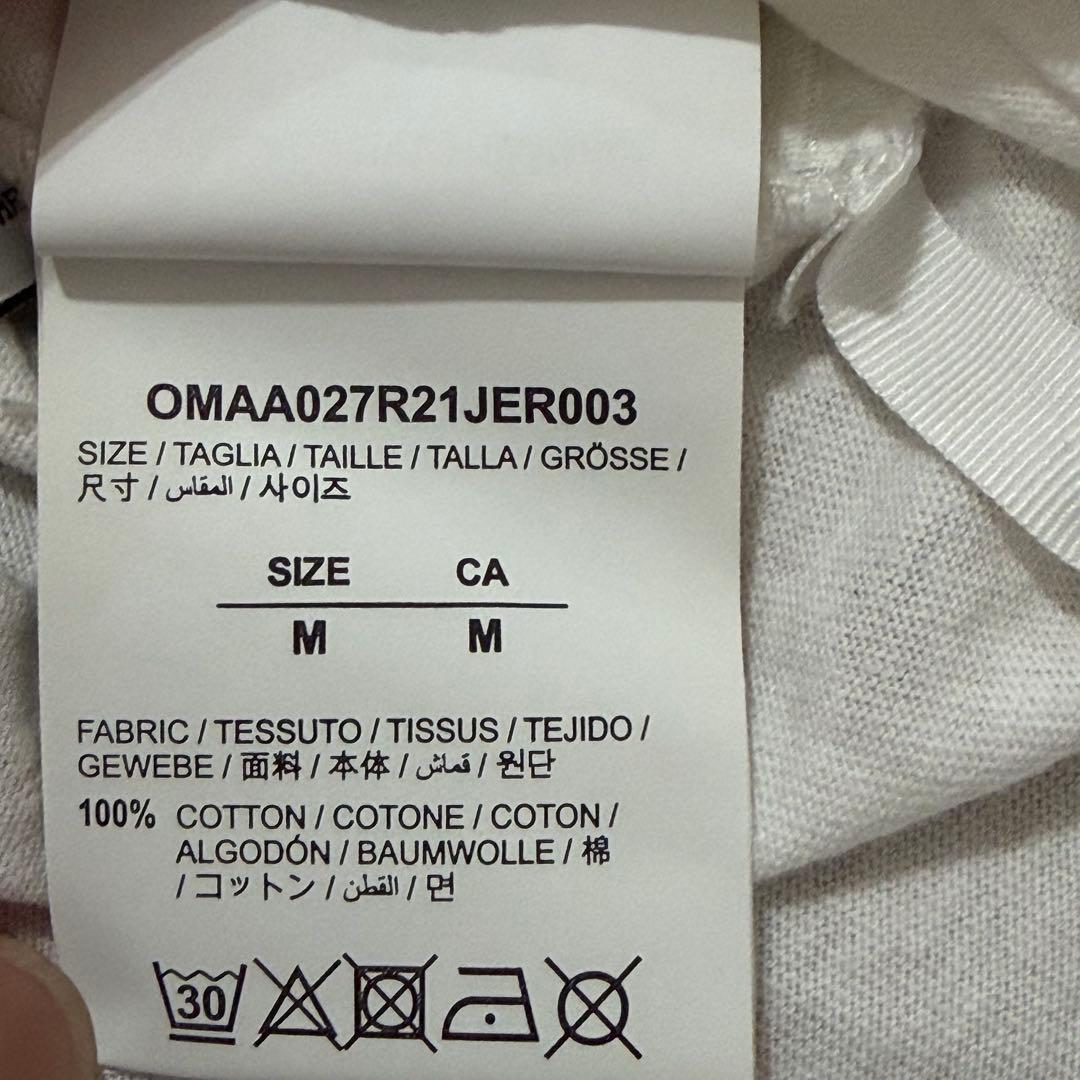 OMAA027R21JER003
SIZE / TAGLIA / TAILLE / TALLA / GRÖSSE /
尺寸 / المقاس / 사이즈
SIZE CA
M M
FABRIC / TESSUTO / TISSUS / TEJIDO /
GEWEBE / 面料 / 本体 / قماش / 원단
100% COTTON / COTONE / COTON /
ALGODÓN / BAUMWOLLE / 棉
/ コットン / القطن / 면
30